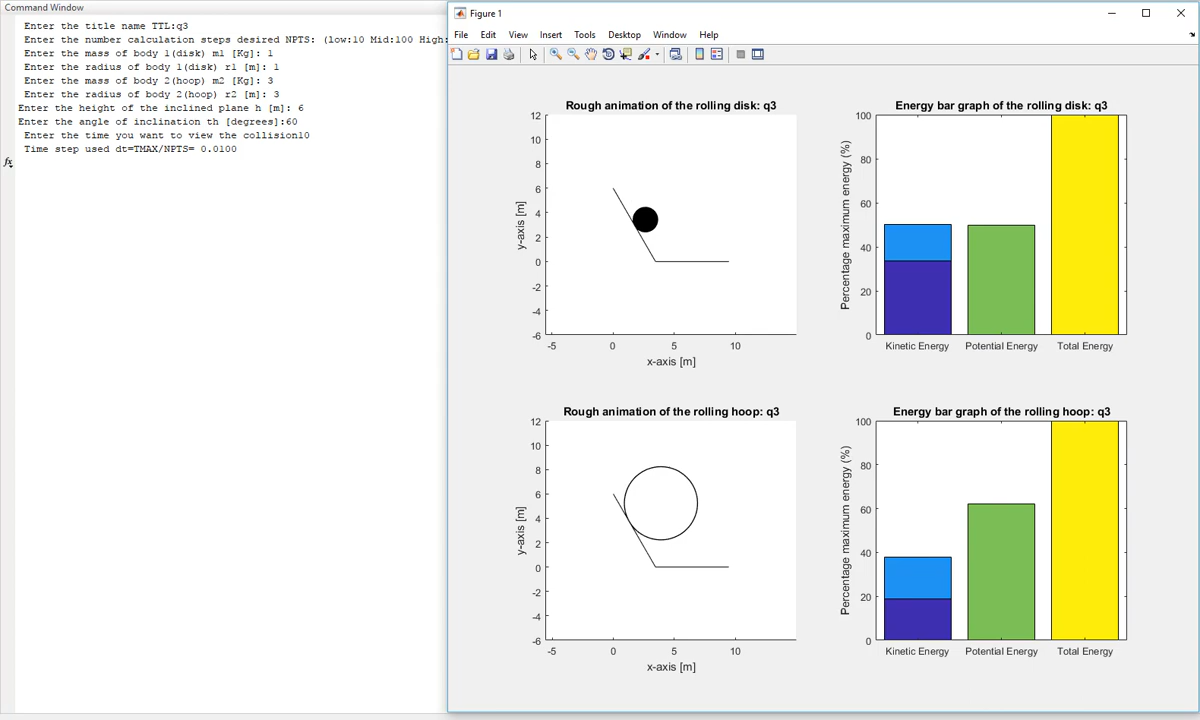 Command Window
Enter the title name TTL:q3
Enter the number calculation steps desired NPTS: (low:10 Mid:100 High:
Enter the mass of body 1(disk) m1 [Kg]: 1
Enter the radius of body 1(disk) r1 [m]: 1
Enter the mass of body 2(hoop) m2 [Kg]: 3
Enter the radius of body 2(hoop) r2 [m]: 3
Enter the height of the inclined plane h [m]: 6
Enter the angle of inclination th [degrees]:60
Enter the time you want to view the collision10
Time step used dt=TMAX/NPTS= 0.0100
fx
Figure 1
File Edit View Insert Tools Desktop Window Help
Rough animation of the rolling disk: q3
12
10
8
6
4
2
0
-2
-4
-6
y-axis [m]
-5 0 5 10
x-axis [m]
Energy bar graph of the rolling disk: q3
100
80
60
40
20
0
Percentage maximum energy (%)
Kinetic Energy Potential Energy Total Energy
Rough animation of the rolling hoop: q3
12
10
8
6
4
2
0
-2
-4
-6
y-axis [m]
-5 0 5 10
x-axis [m]
Energy bar graph of the rolling hoop: q3
100
80
60
40
20
0
Percentage maximum energy (%)
Kinetic Energy Potential Energy Total Energy